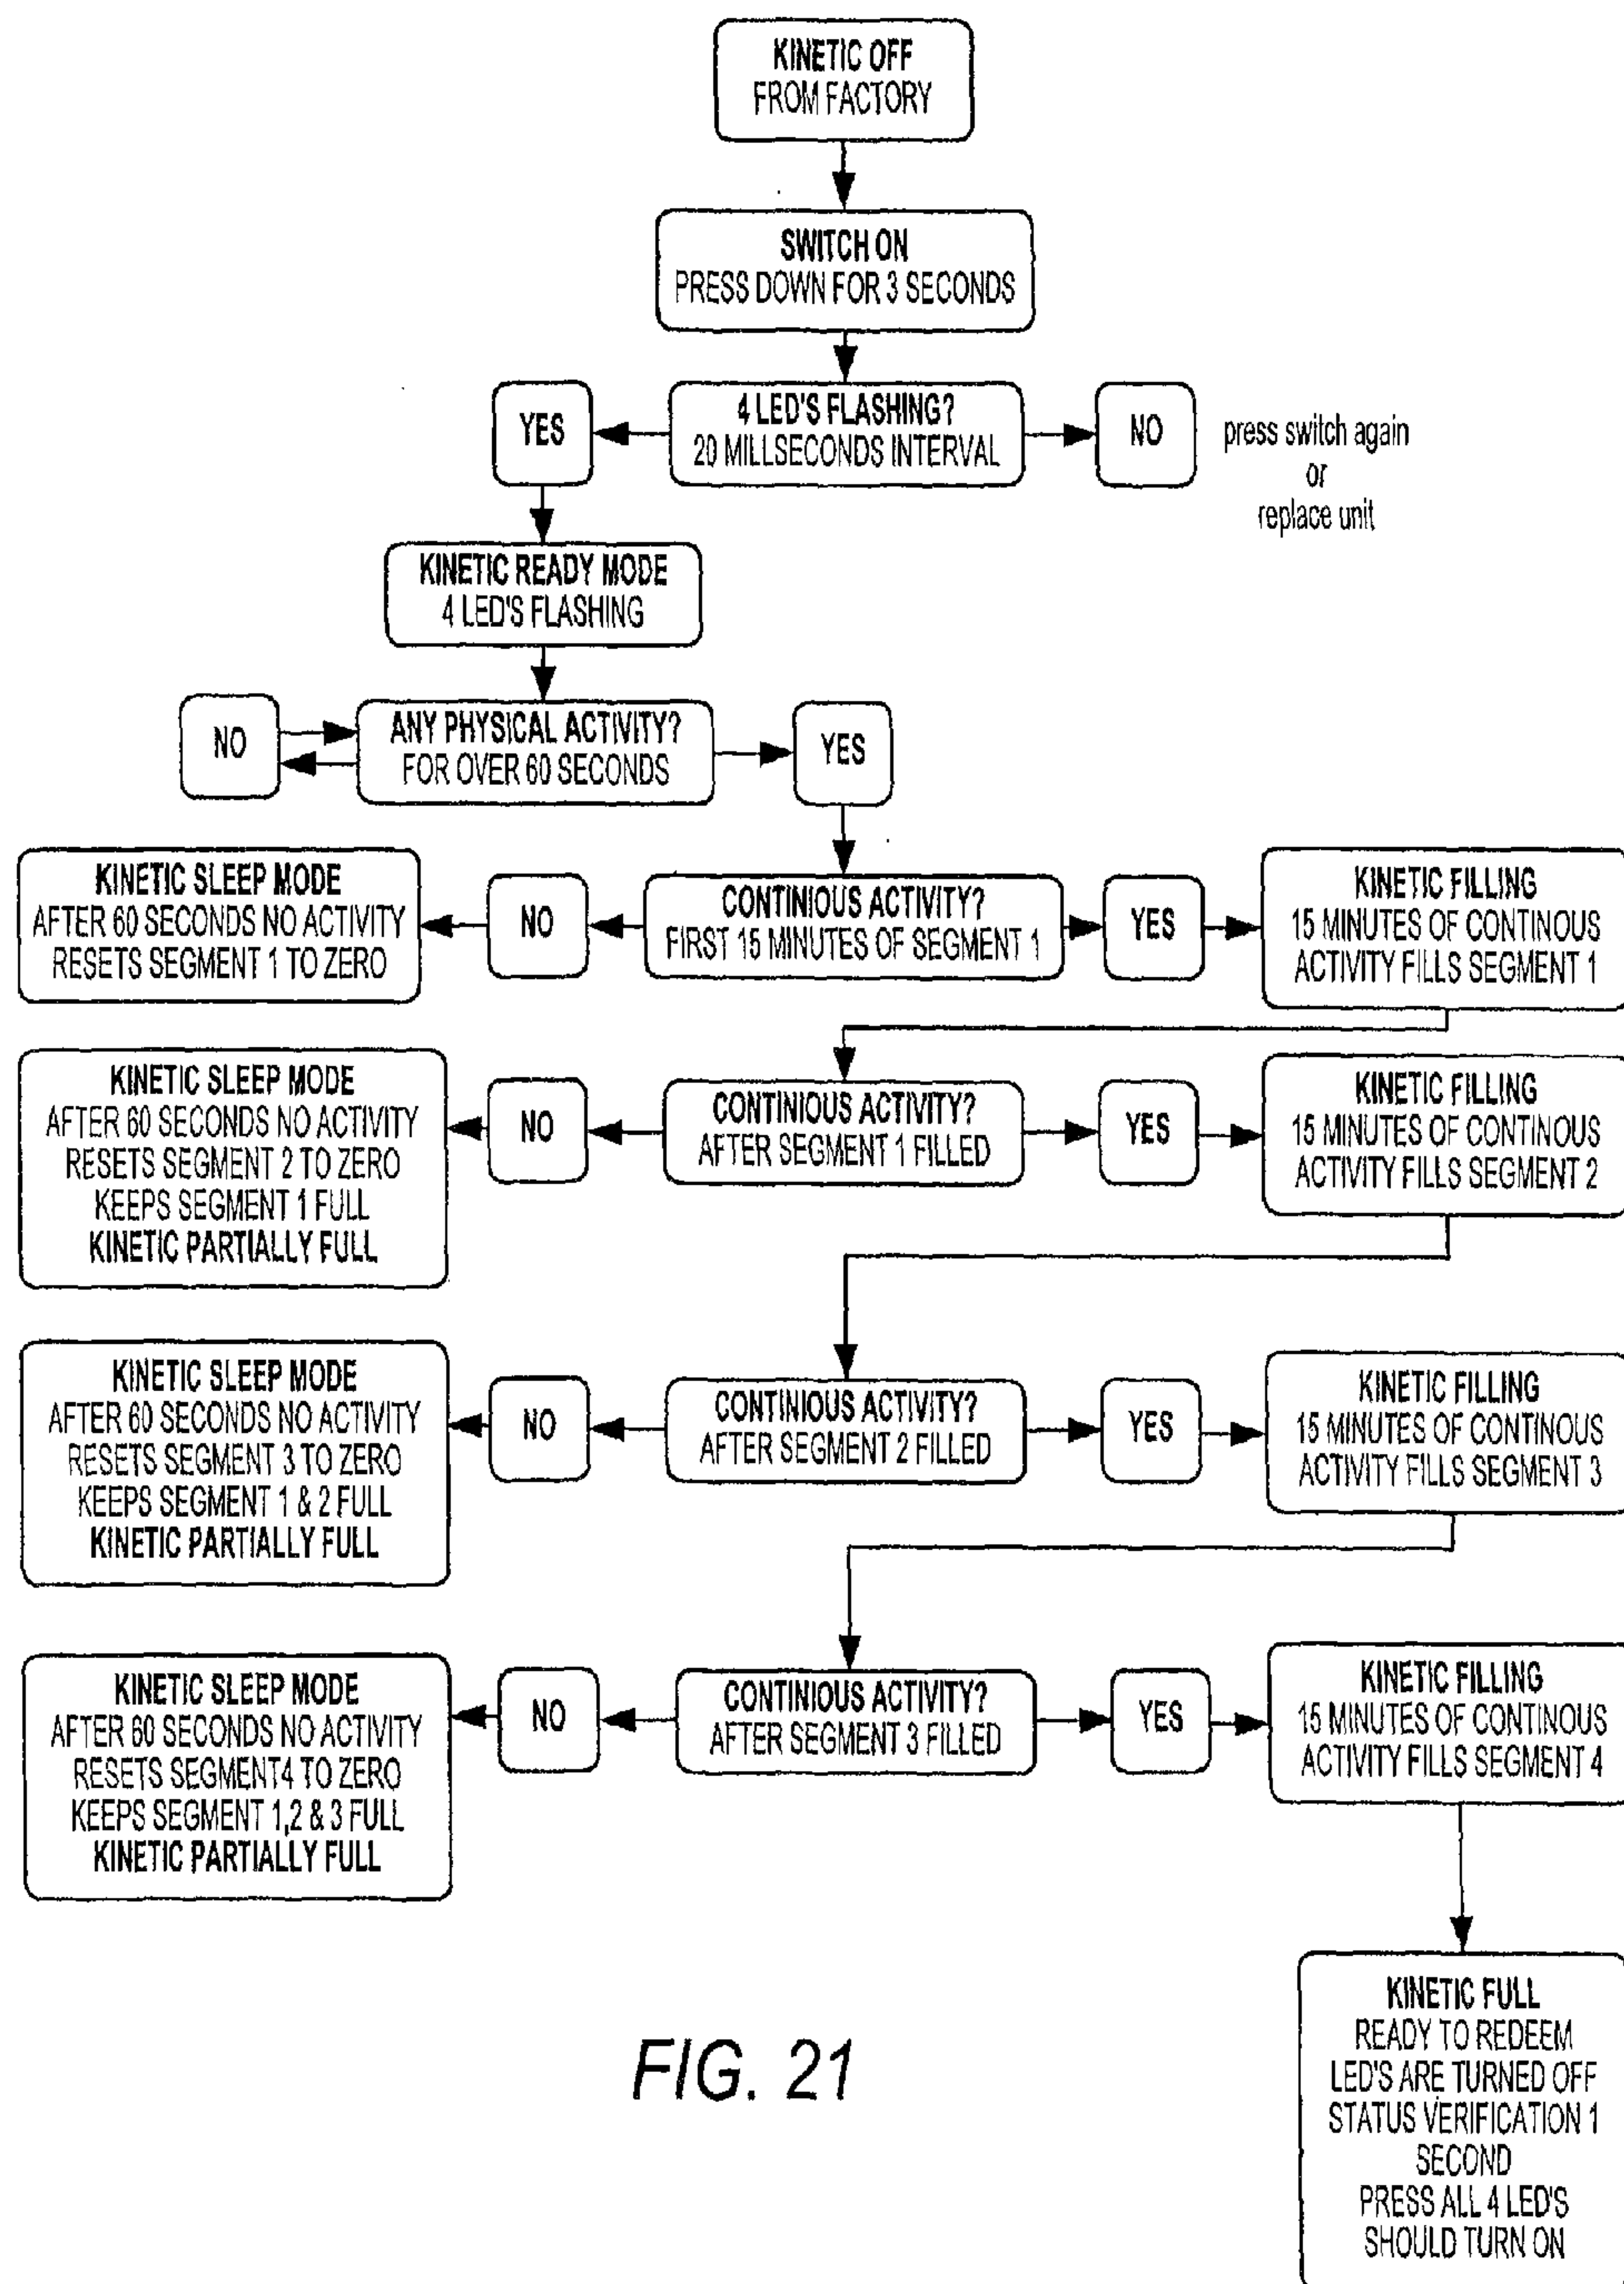 KINETIC OFF
FROM FACTORY
SWITCH ON
PRESS DOWN FOR 3 SECONDS
YES
4 LED'S FLASHING?
20 MILLSECONDS INTERVAL
NO
press switch again
or
replace unit
KINETIC READY MODE
4 LED'S FLASHING
NO
ANY PHYSICAL ACTIVITY?
FOR OVER 60 SECONDS
YES
KINETIC SLEEP MODE
AFTER 60 SECONDS NO ACTIVITY
RESETS SEGMENT 1 TO ZERO
NO
CONTINIOUS ACTIVITY?
FIRST 15 MINUTES OF SEGMENT 1
YES
KINETIC FILLING
15 MINUTES OF CONTINOUS
ACTIVITY FILLS SEGMENT 1
KINETIC SLEEP MODE
AFTER 60 SECONDS NO ACTIVITY
RESETS SEGMENT 2 TO ZERO
KEEPS SEGMENT 1 FULL
KINETIC PARTIALLY FULL
NO
CONTINIOUS ACTIVITY?
AFTER SEGMENT 1 FILLED
YES
KINETIC FILLING
15 MINUTES OF CONTINOUS
ACTIVITY FILLS SEGMENT 2
KINETIC SLEEP MODE
AFTER 60 SECONDS NO ACTIVITY
RESETS SEGMENT 3 TO ZERO
KEEPS SEGMENT 1 & 2 FULL
KINETIC PARTIALLY FULL
NO
CONTINIOUS ACTIVITY?
AFTER SEGMENT 2 FILLED
YES
KINETIC FILLING
15 MINUTES OF CONTINOUS
ACTIVITY FILLS SEGMENT 3
KINETIC SLEEP MODE
AFTER 60 SECONDS NO ACTIVITY
RESETS SEGMENT4 TO ZERO
KEEPS SEGMENT 1,2 & 3 FULL
KINETIC PARTIALLY FULL
NO
CONTINIOUS ACTIVITY?
AFTER SEGMENT 3 FILLED
YES
KINETIC FILLING
15 MINUTES OF CONTINOUS
ACTIVITY FILLS SEGMENT 4
KINETIC FULL
READY TO REDEEM
LED'S ARE TURNED OFF
STATUS VERIFICATION 1
SECOND
PRESS ALL 4 LED'S
SHOULD TURN ON
FIG. 21